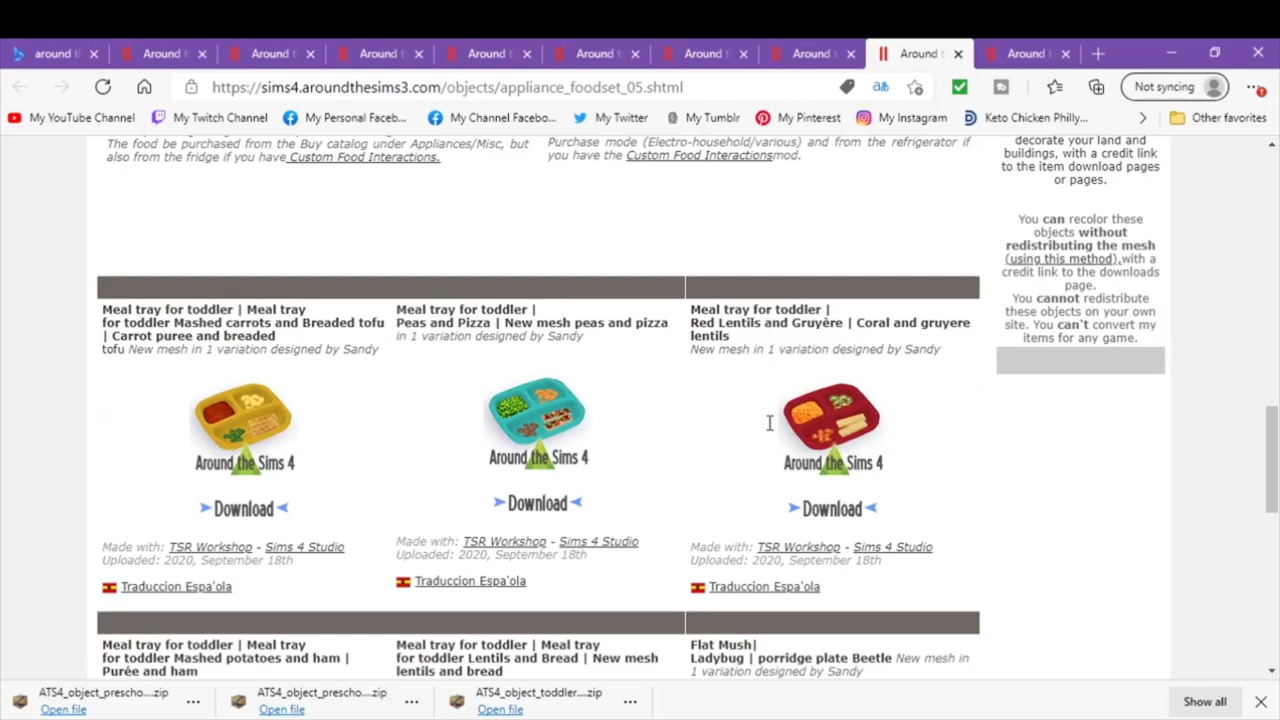 around t
Around t
Around t
Around t
Around t
Around t
Around t
Around t
Around t
Around t
https://sims4.aroundthesims3.com/objects/appliance_foodset_05.shtml
Not syncing
My YouTube Channel
My Twitch Channel
My Personal Faceb...
My Channel Facebo...
My Twitter
My Tumblr
My Pinterest
My Instagram
Keto Chicken Philly...
Other favorites
The food be purchased from the Buy catalog under Appliances/Misc, but
also from the fridge if you have Custom Food Interactions.
Purchase mode (Electro-household/various) and from the refrigerator if
you have the Custom Food Interactionsmod.
decorate your land and
buildings, with a credit link
to the item download pages
or pages.
You can recolor these
objects without
redistributing the mesh
(using this method),with a
credit link to the downloads
page.
You cannot redistribute
these objects on your own
site. You can't convert my
items for any game.
Meal tray for toddler | Meal tray
for toddler Mashed carrots and Breaded tofu
| Carrot puree and breaded
tofu New mesh in 1 variation designed by Sandy
Around the Sims 4
Download
Made with: TSR Workshop - Sims 4 Studio
Uploaded: 2020, September 18th
Traduccion Espa'ola
Meal tray for toddler |
Peas and Pizza | New mesh peas and pizza
in 1 variation designed by Sandy
Around the Sims 4
Download
Made with: TSR Workshop - Sims 4 Studio
Uploaded: 2020, September 18th
Traduccion Espa'ola
Meal tray for toddler |
Red Lentils and Gruyère | Coral and gruyere
lentils
New mesh in 1 variation designed by Sandy
Around the Sims 4
Download
Made with: TSR Workshop - Sims 4 Studio
Uploaded: 2020, September 18th
Traduccion Espa'ola
Meal tray for toddler | Meal tray
for toddler Mashed potatoes and ham |
Purée and ham
Meal tray for toddler | Meal tray
for toddler Lentils and Bread | New mesh
lentils and bread
Flat Mush|
Ladybug | porridge plate Beetle New mesh in
1 variation designed by Sandy
ATS4_object_prescho....zip
Open file
ATS4_object_prescho....zip
Open file
ATS4_object_toddler....zip
Open file
Show all